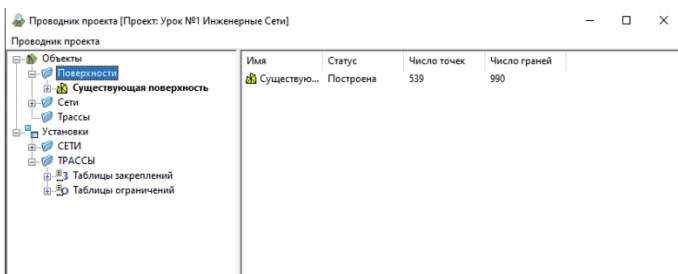 Проводник проекта [Проект: Урок №1 Инженерные Сети]
Проводник проекта
Объекты
Поверхности
Существующая поверхность
Сети
Трассы
Установки
СЕТИ
ТРАССЫ
Таблицы закреплений
Таблицы ограничений
Имя Статус Число точек Число граней
Существую... Построена 539 990